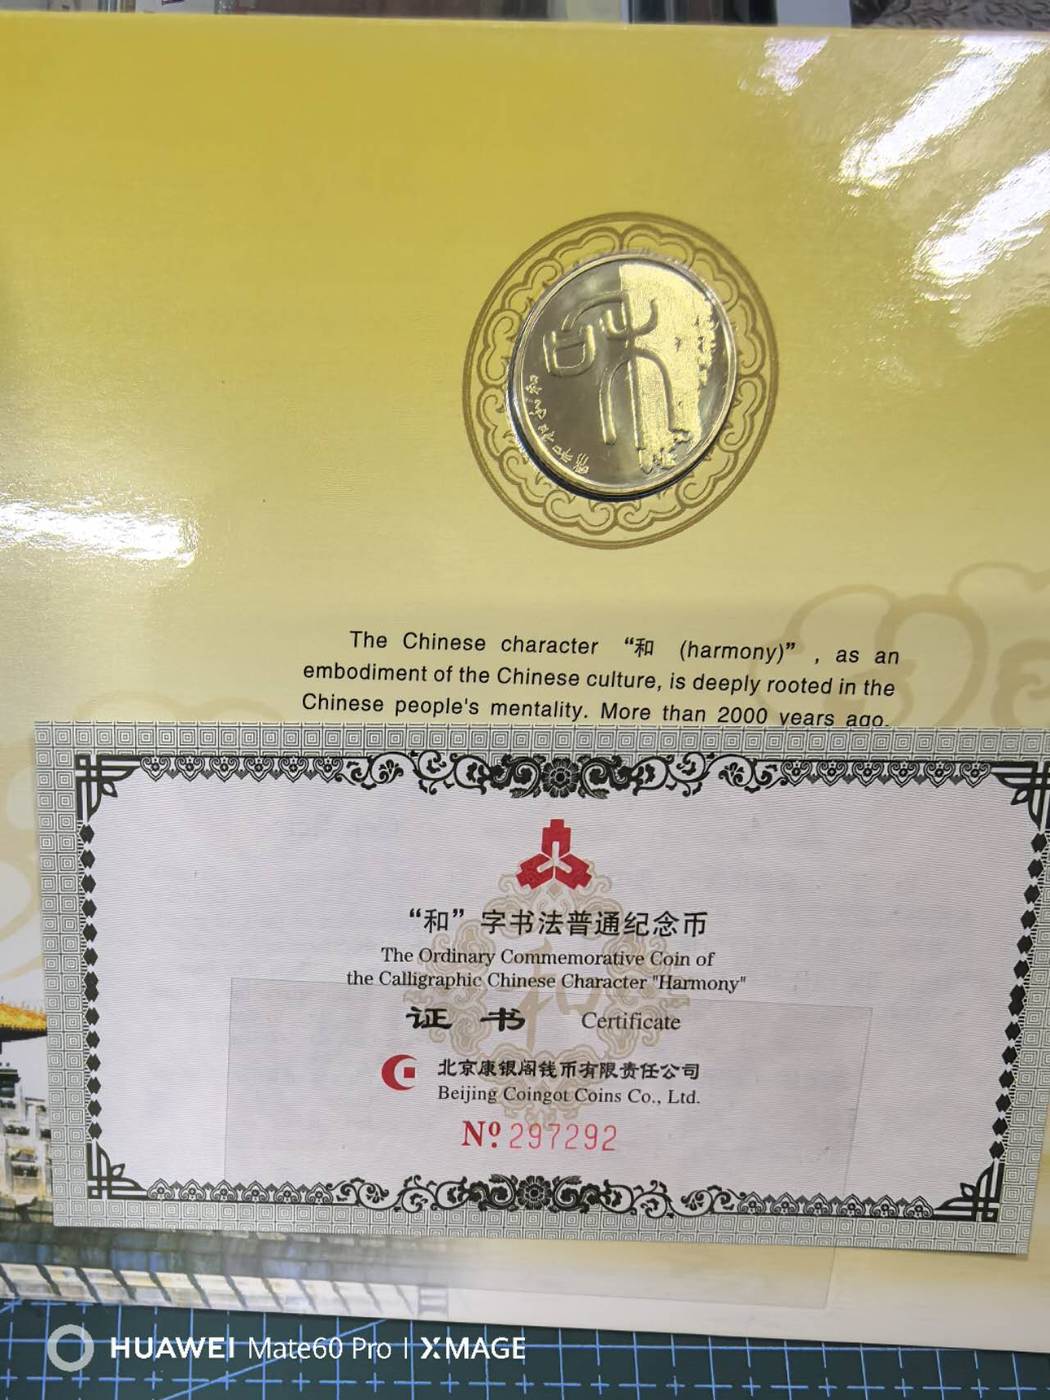 The Chinese character “和 (harmony)” , as an
embodiment of the Chinese culture, is deeply rooted in the
Chinese people's mentality. More than 2000 years ago,
“和”字书法普通纪念币
The Ordinary Commemorative Coin of
the Calligraphic Chinese Character "Harmony"
证书 Certificate
北京康银阁钱币有限责任公司
Beijing Coingot Coins Co., Ltd.
Nº 297292
HUAWEI Mate60 Pro | XMAGE